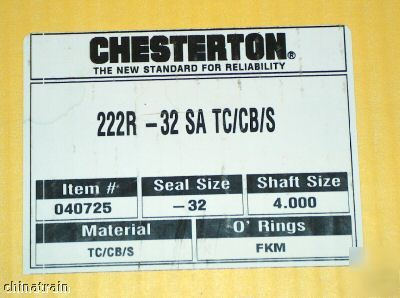 CHESTERTON®
THE NEW STANDARD FOR RELIABILITY
222R -32 SA TC/CB/S
Item # Seal Size Shaft Size
040725 -32 4.000
Material O' Rings
TC/CB/S FKM
chinatrain